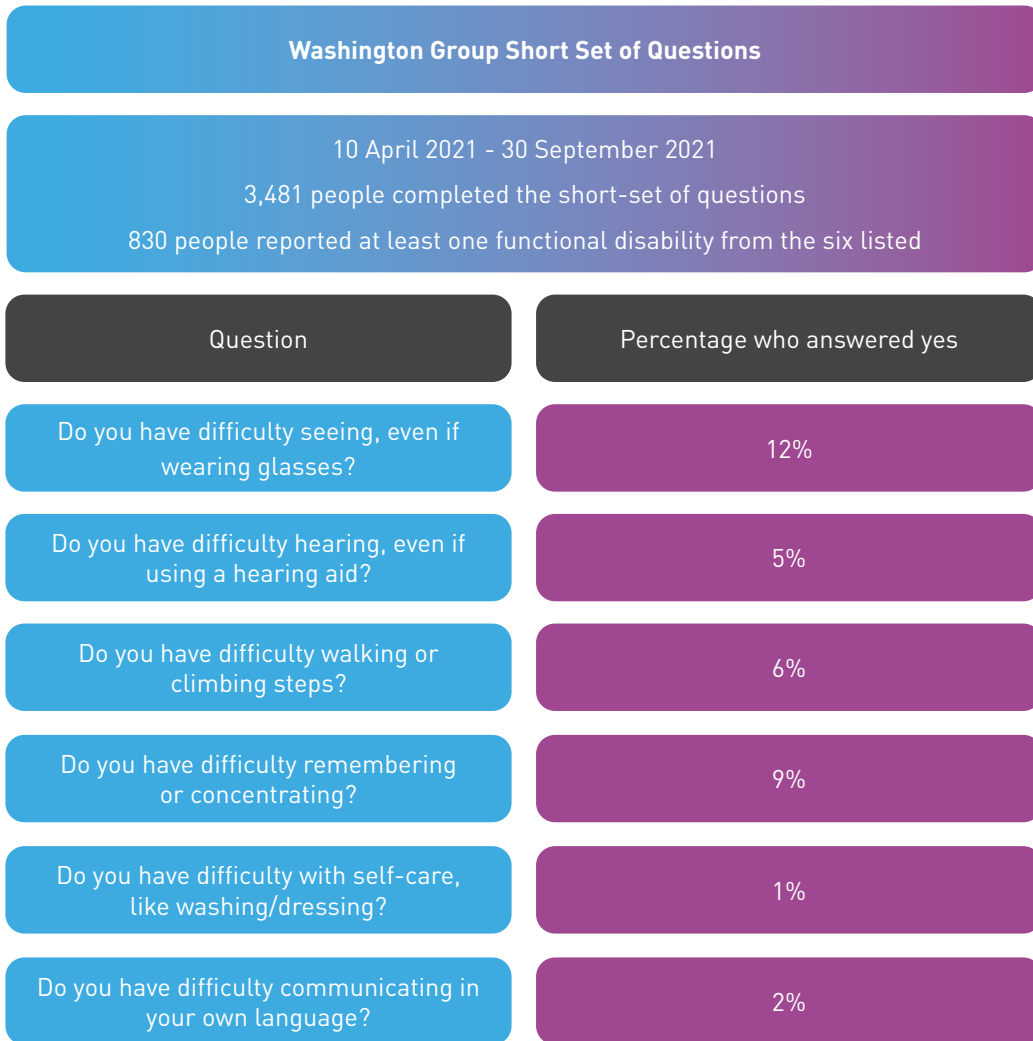 Washington Group Short Set of Questions
10 April 2021 - 30 September 2021
3,481 people completed the short-set of questions
830 people reported at least one functional disability from the six listed
Question
Percentage who answered yes
Do you have difficulty seeing, even if
wearing glasses?
12%
Do you have difficulty hearing, even if
using a hearing aid?
5%
Do you have difficulty walking or
climbing steps?
6%
Do you have difficulty remembering
or concentrating?
9%
Do you have difficulty with self-care,
like washing/dressing?
1%
Do you have difficulty communicating in
your own language?
2%